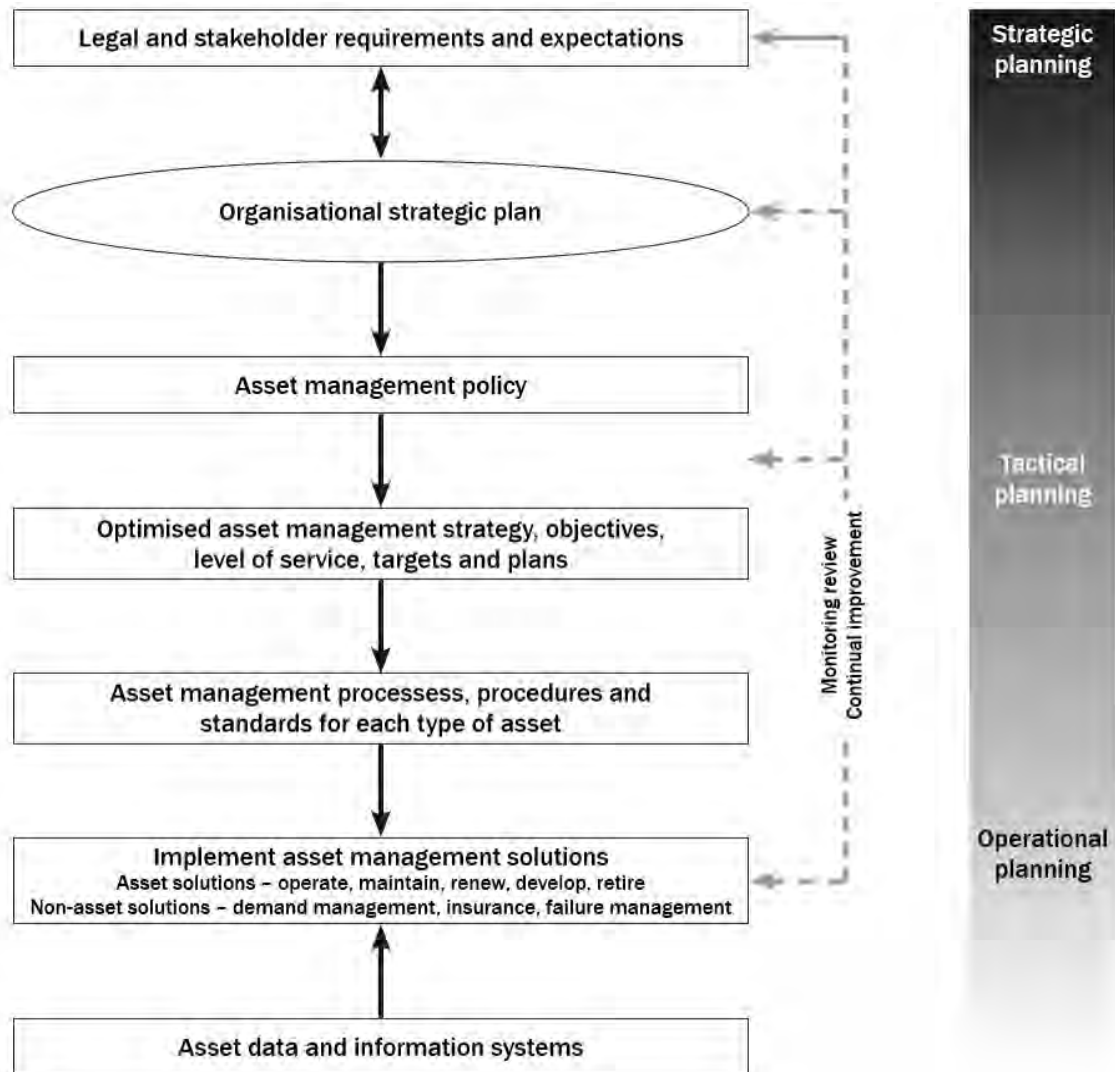 Legal and stakeholder requirements and expectations
Strategic
planning
Organisational strategic plan
Asset management policy
Tactical
planning
Optimised asset management strategy, objectives,
level of service, targets and plans
Monitoring review
Continual improvement
Asset management processess, procedures and
standards for each type of asset
Implement asset management solutions
Asset solutions – operate, maintain, renew, develop, retire
Non-asset solutions – demand management, insurance, failure management
Operational
planning
Asset data and information systems